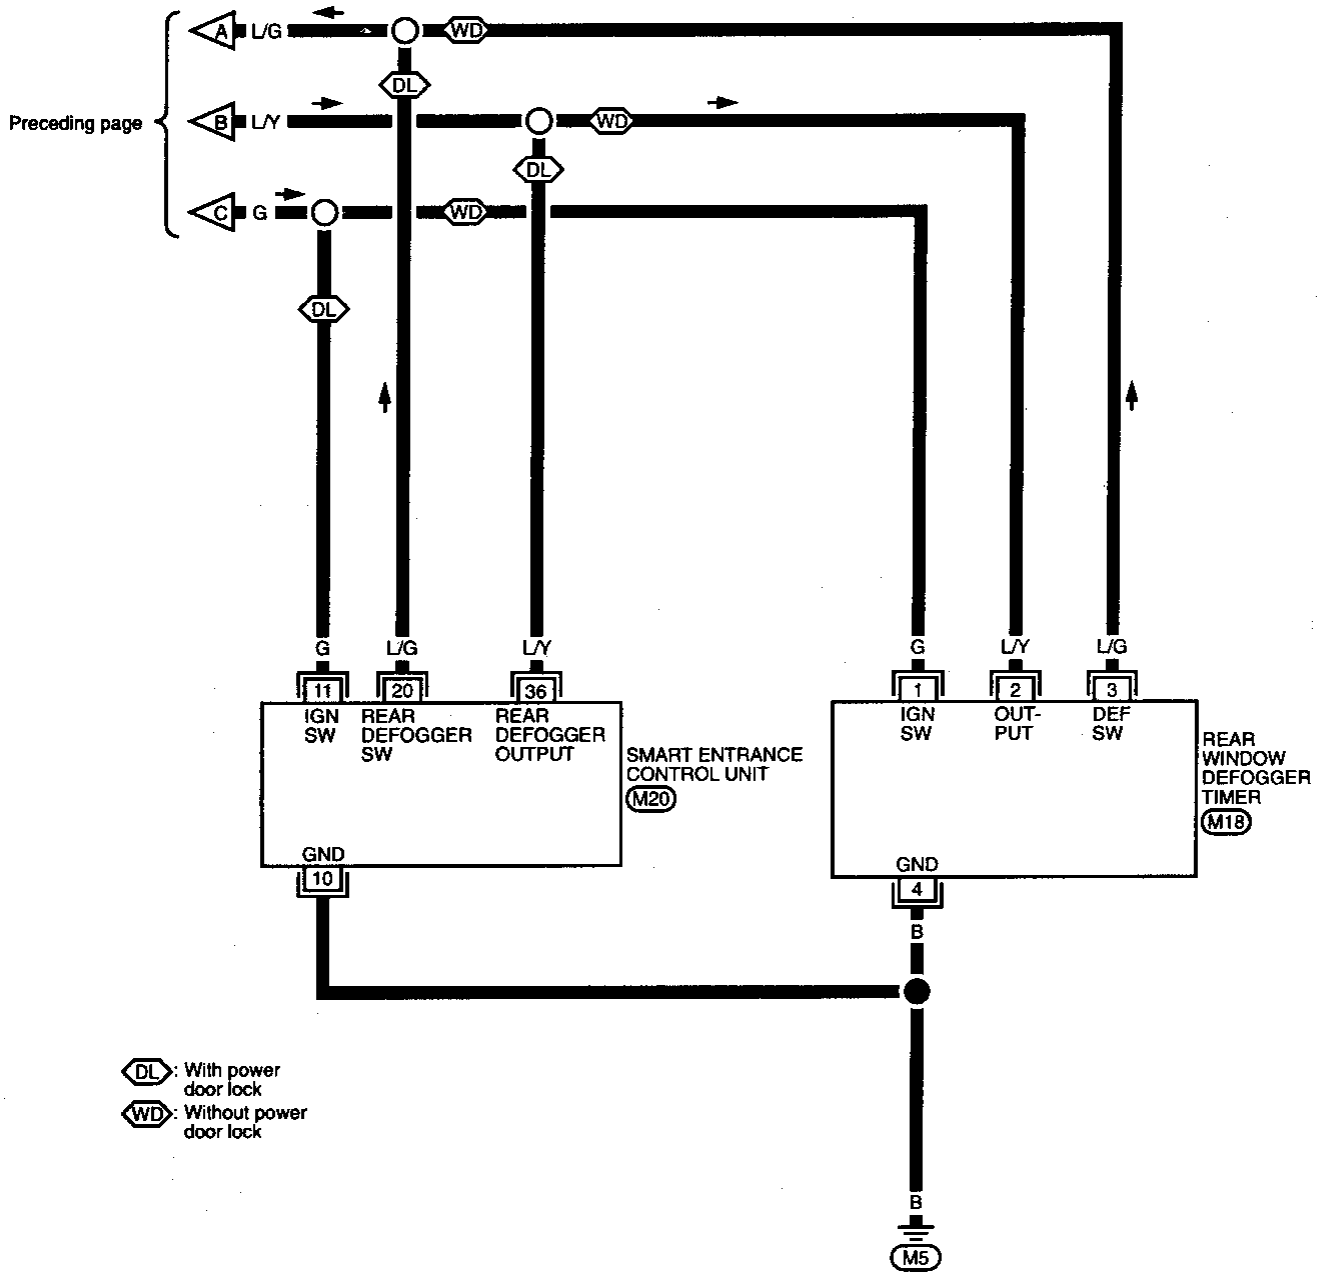 A L/G WD
DL
Preceding page B L/Y WD
DL
C G WD
DL
G L/G L/Y G L/Y L/G
11 20 36 1 2 3
IGN REAR REAR IGN OUT- DEF
SW DEFOGGER DEFOGGER SW PUT SW
SW OUTPUT
SMART ENTRANCE
CONTROL UNIT
M20
REAR
WINDOW
DEFOGGER
TIMER
M18
GND
10
GND
4
B
DL : With power
door lock
WD : Without power
door lock
B
M5